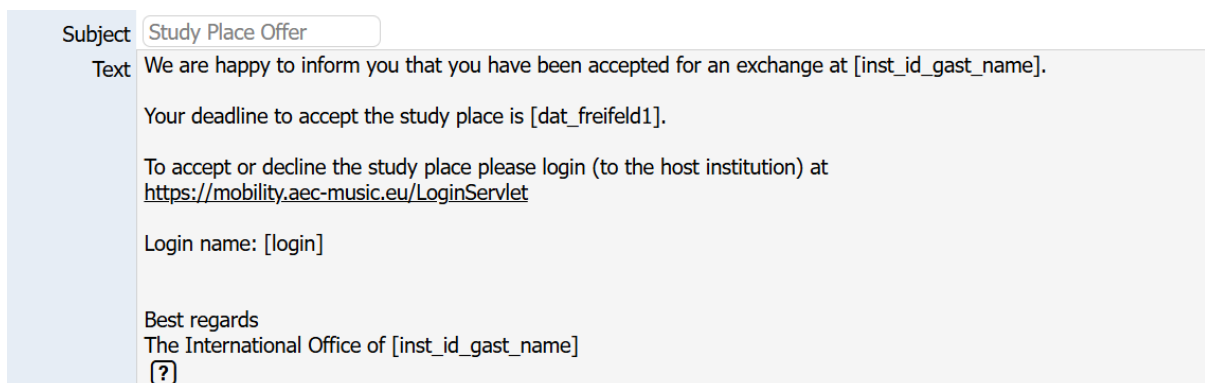 Subject Study Place Offer
Text We are happy to inform you that you have been accepted for an exchange at [inst_id_gast_name].
Your deadline to accept the study place is [dat_freifeld1].
To accept or decline the study place please login (to the host institution) at
https://mobility.aec-music.eu/LoginServlet
Login name: [login]
Best regards
The International Office of [inst_id_gast_name]
[?]